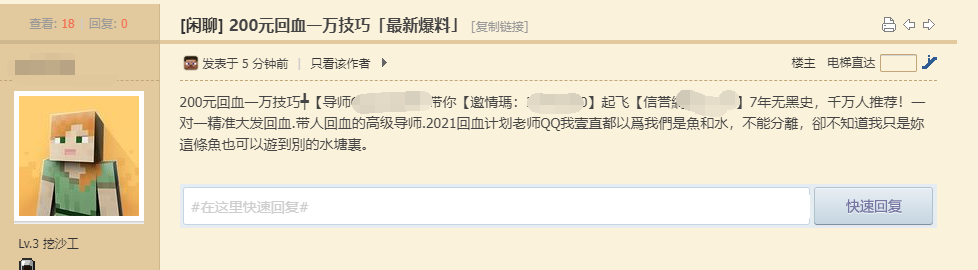 查看: 18 回复: 0
[闲聊] 200元回血一万技巧「最新爆料」 [复制链接]
发表于 5 分钟前 | 只看该作者
楼主 电梯直达
200元回血一万技巧╋【导师 带你【邀情瑪: 0】起飞【信誉 】7年无黑史，千万人推荐！一
对一精准大发回血.带人回血的高级导师.2021回血计划老师QQ我壹直都以爲我們是魚和水，不能分離，卻不知道我只是妳
這條魚也可以遊到別的水塘裏。
#在这里快速回复#
快速回复
Lv.3 挖沙工